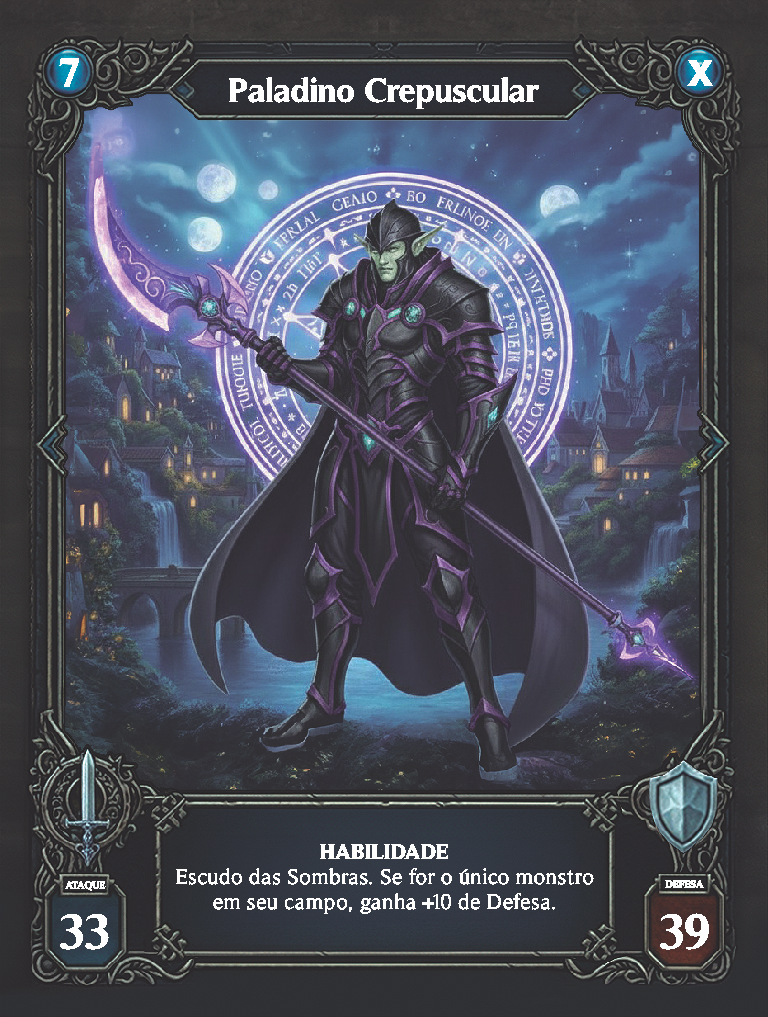 7
Paladino Crepuscular
X
HABILIDADE
Escudo das Sombras. Se for o único monstro
em seu campo, ganha +10 de Defesa.
ATAQUE
33
DEFESA
39